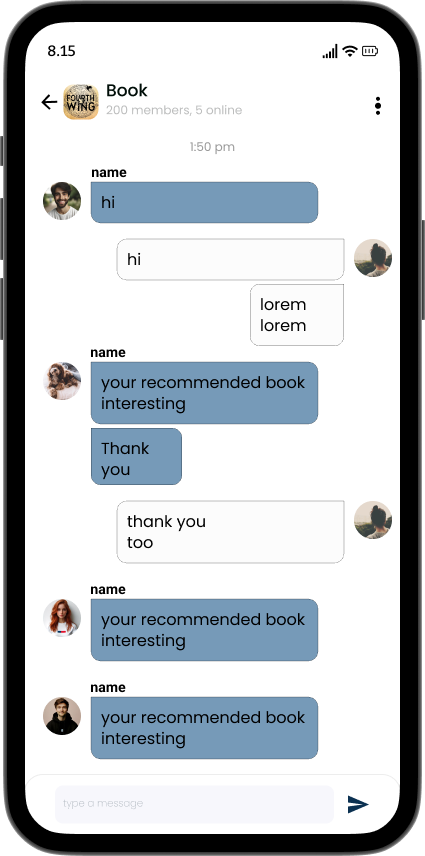 8.15
FOURTH
WING
Book
200 members, 5 online
1:50 pm
name
hi
hi
lorem
lorem
name
your recommended book
interesting
Thank
you
thank you
too
name
your recommended book
interesting
name
your recommended book
interesting
type a message